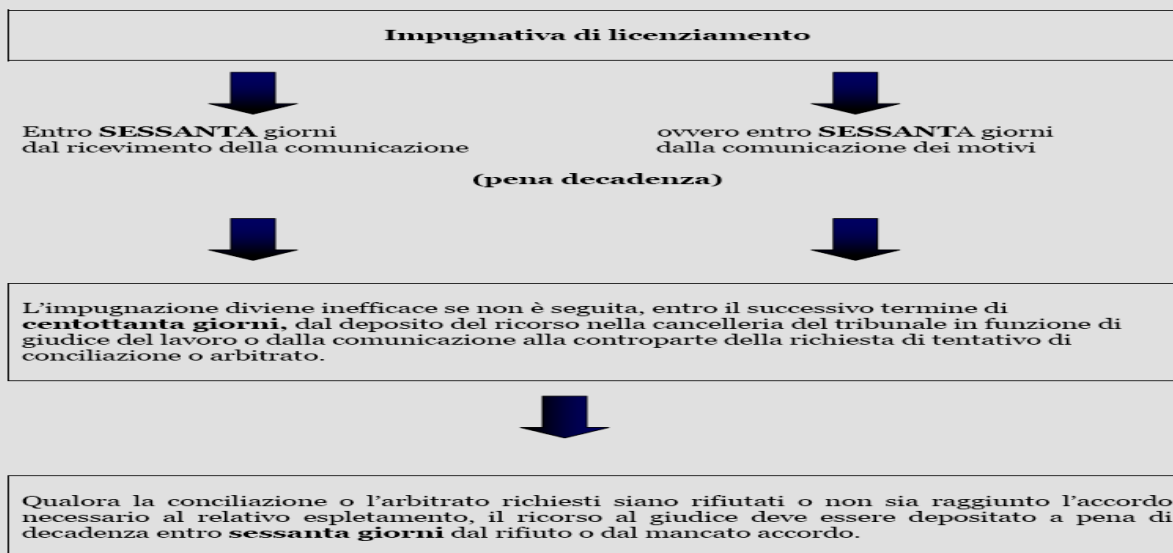 Impugnativa di licenziamento
Entro SESSANTA giorni
dal ricevimento della comunicazione
ovvero entro SESSANTA giorni
dalla comunicazione dei motivi
(pena decadenza)
L'impugnazione diviene inefficace se non è seguita, entro il successivo termine di
centottanta giorni, dal deposito del ricorso nella cancelleria del tribunale in funzione di
giudice del lavoro o dalla comunicazione alla controparte della richiesta di tentativo di
conciliazione o arbitrato.
Qualora la conciliazione o l'arbitrato richiesti siano rifiutati o non sia raggiunto l'accordo
necessario al relativo espletamento, il ricorso al giudice deve essere depositato a pena di
decadenza entro sessanta giorni dal rifiuto o dal mancato accordo.